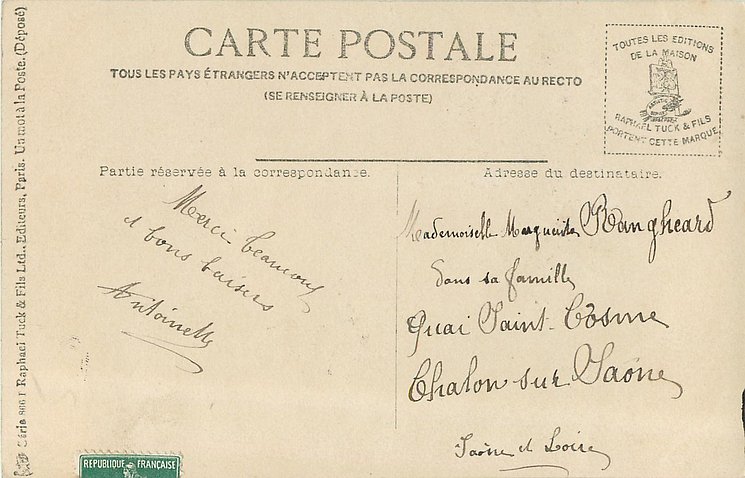 CARTE POSTALE
TOUS LES PAYS ÉTRANGERS N'ACCEPTENT PAS LA CORRESPONDANCE AU RECTO
(SE RENSEIGNER À LA POSTE)
TOUTES LES EDITIONS
DE LA MAISON
RAPHAEL TUCK & FILS
PORTENT CETTE MARQUE
Partie réservée à la correspondance.
Merci beaucoup
et bons baisers
Antoinette
Adresse du destinataire.
Mademoiselle Marguerite Rangheard
dans sa famille
Quai Saint-Cosme
Chalon sur Saône
Saône et Loire
Série 866 I Raphael Tuck & Fils Ltd., Editeurs, Paris. Un mot à la Poste. (Déposé)
REPUBLIQUE FRANÇAISE